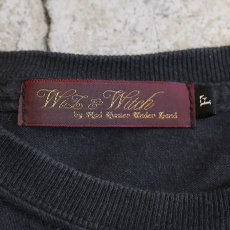 WIZ & Witch
by Mad Hatter Under Land
F